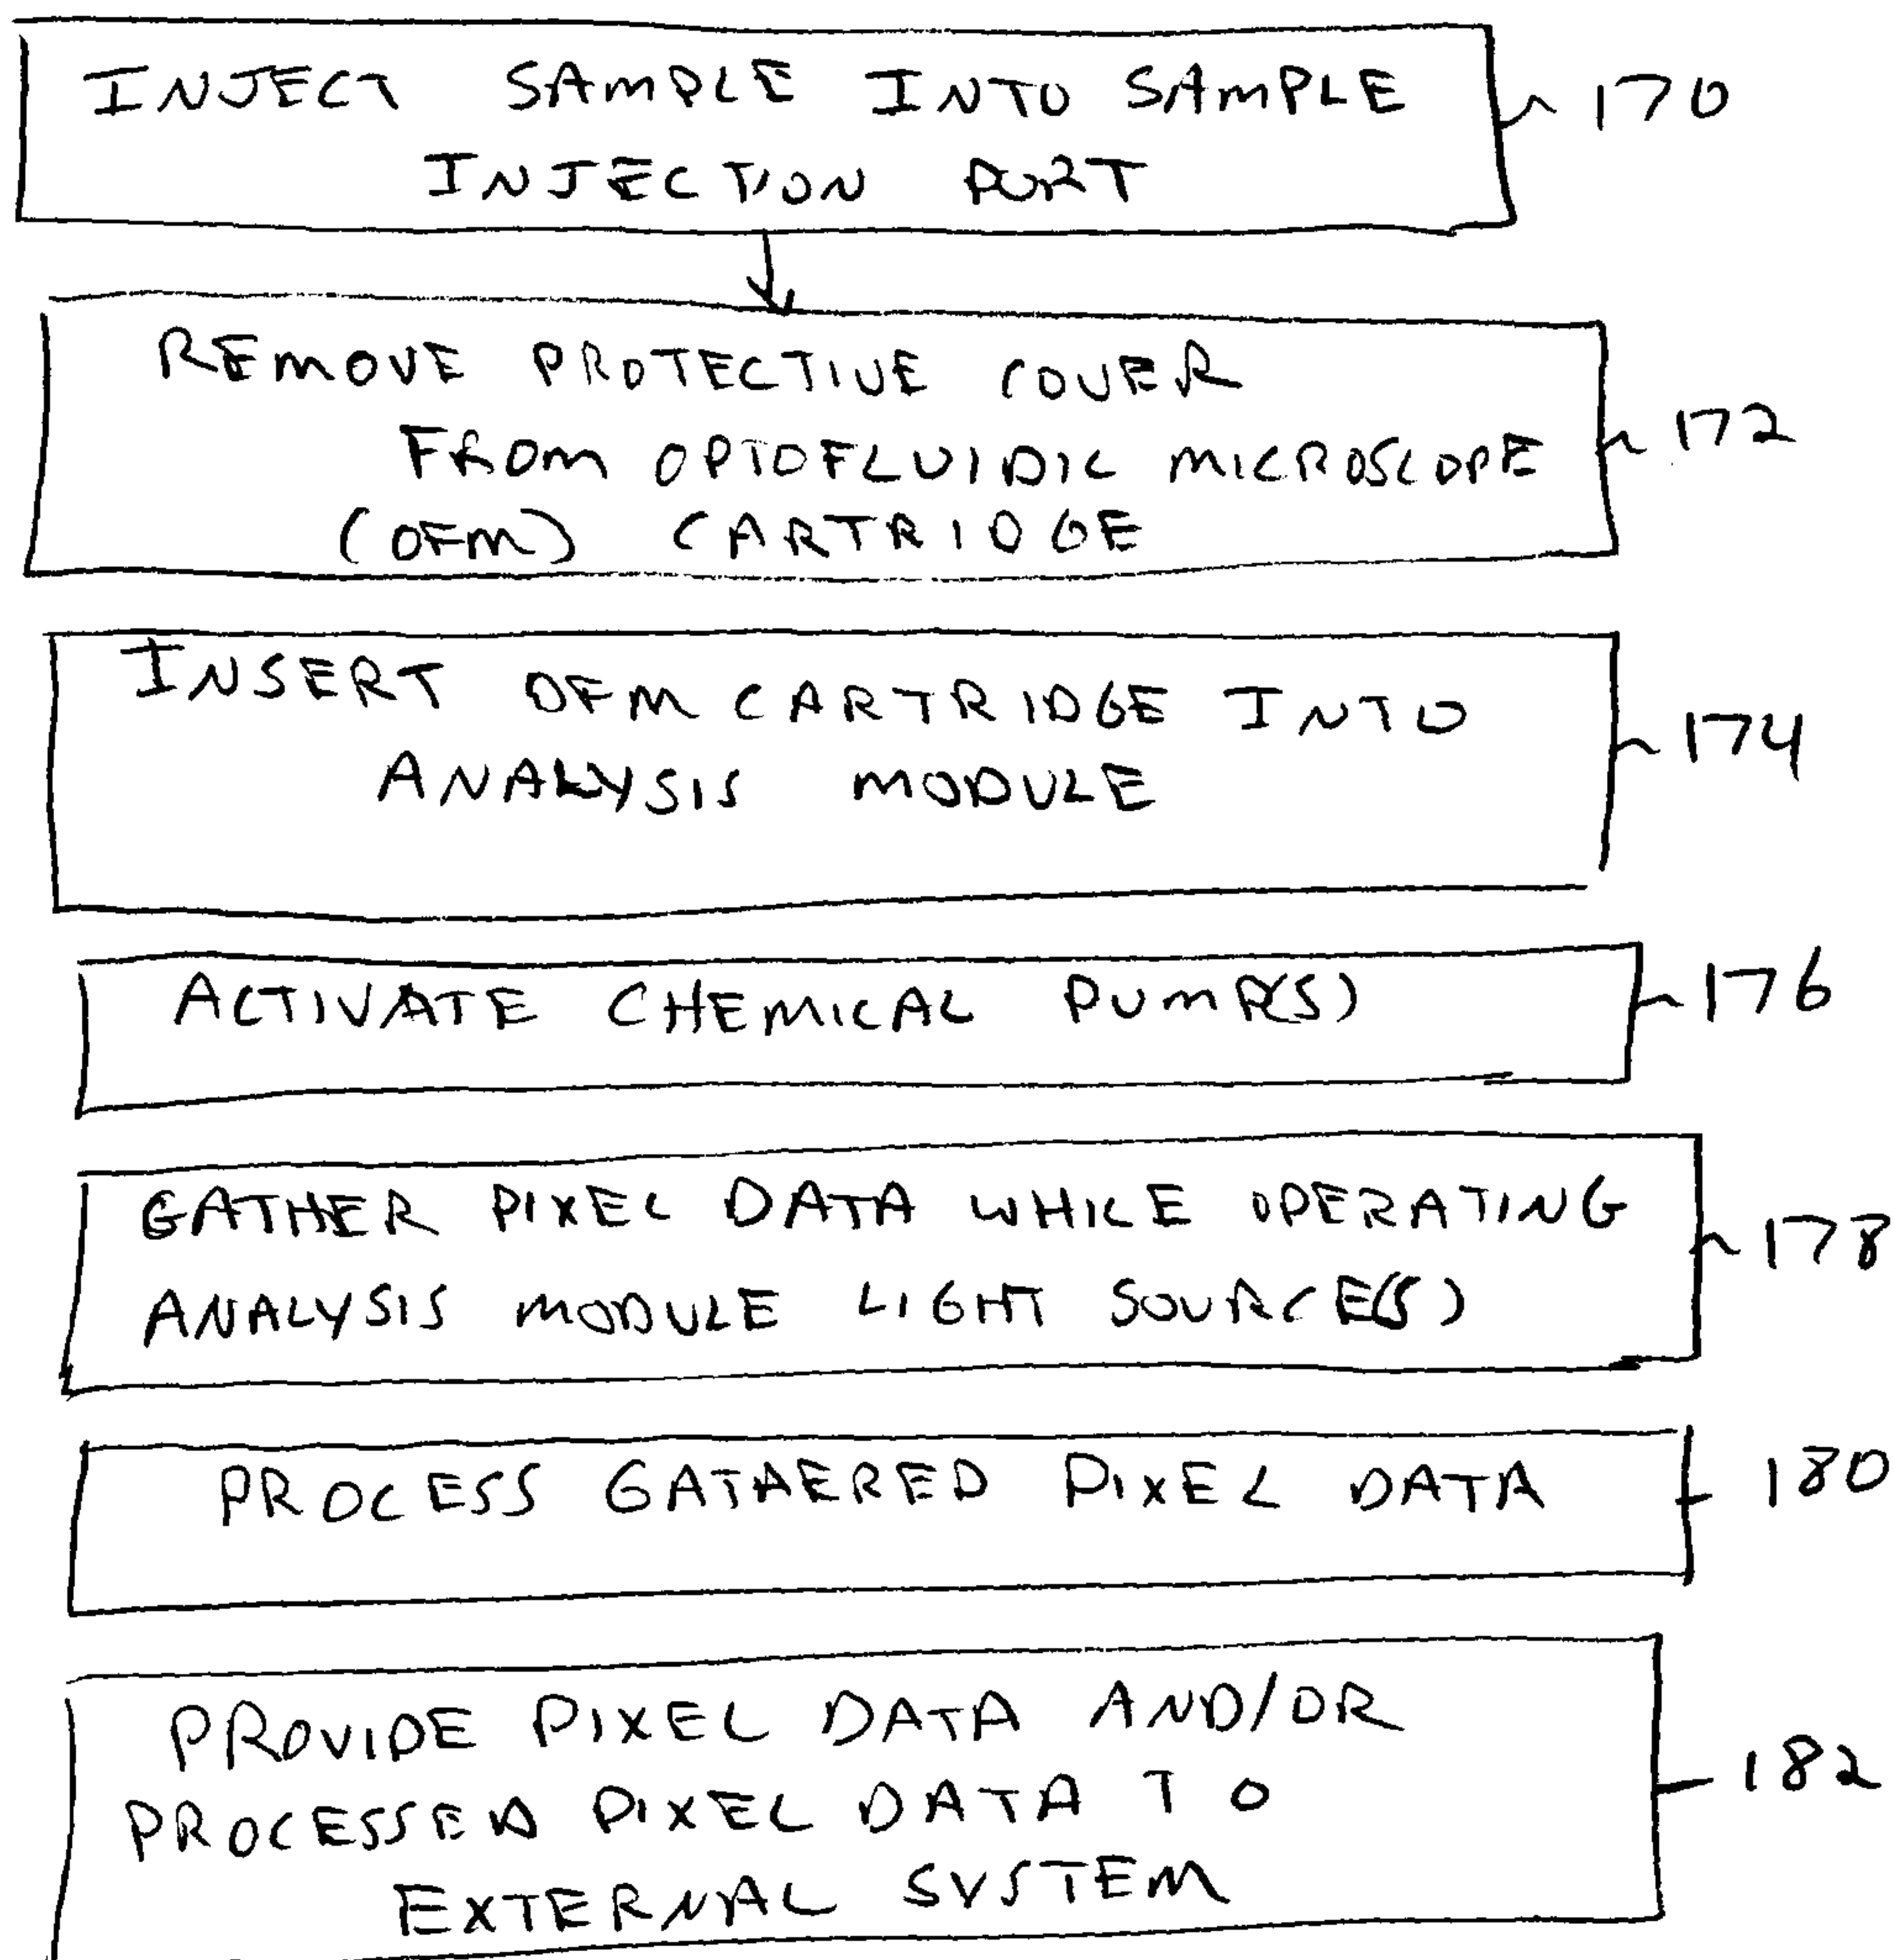 INJECT SAMPLE INTO SAMPLE
INJECTION PORT
170
REMOVE PROTECTIVE COVER
FROM OPTOFLUIDIC MICROSCOPE
(OFM) CARTRIDGE
172
INSERT OFM CARTRIDGE INTO
ANALYSIS MODULE
174
ACTIVATE CHEMICAL PUMP(S)
176
GATHER PIXEL DATA WHILE OPERATING
ANALYSIS MODULE LIGHT SOURCE(S)
178
PROCESS GATHERED PIXEL DATA
180
PROVIDE PIXEL DATA AND/OR
PROCESSED PIXEL DATA TO
EXTERNAL SYSTEM
182